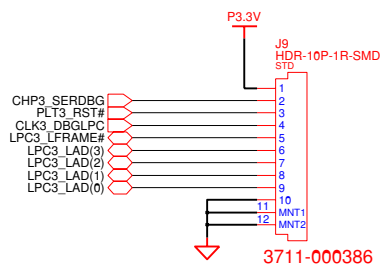 P3.3V
J9
HDR-10P-1R-SMD
STD
1
CHP3_SERDBG 2
PLT3_RST# 3
CLK3_DBGLPC 4
LPC3_LFRAME# 5
LPC3_LAD(3) 6
LPC3_LAD(2) 7
LPC3_LAD(1) 8
LPC3_LAD(0) 9
10
11 MNT1
12 MNT2
3711-000386